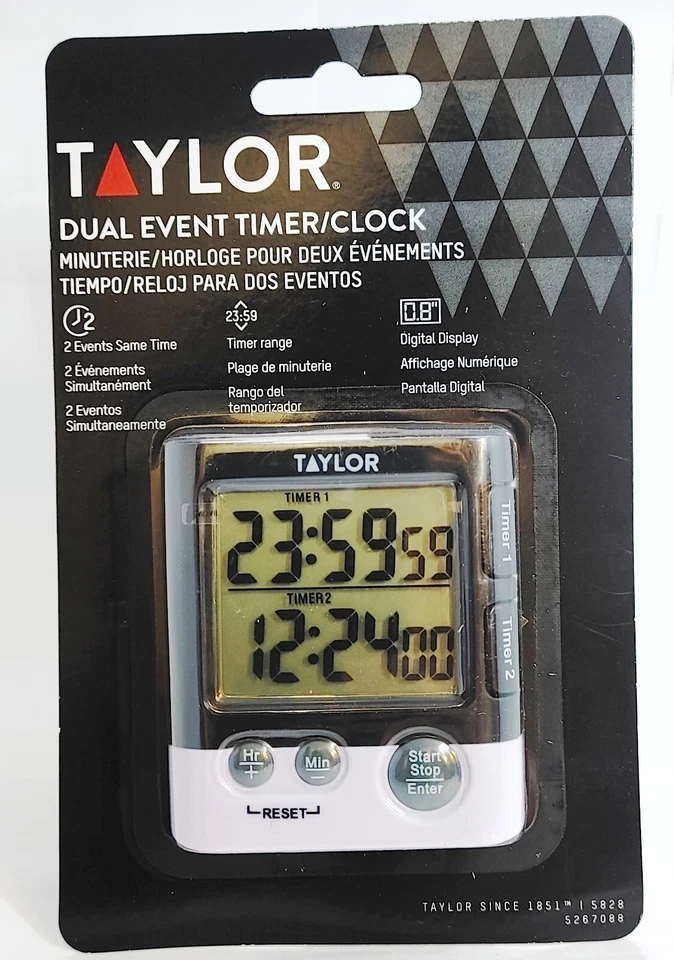 TAYLOR®
DUAL EVENT TIMER/CLOCK
MINUTERIE/HORLOGE POUR DEUX ÉVÉNEMENTS
TIEMPO/RELOJ PARA DOS EVENTOS
2
2 Events Same Time
2 Événements
Simultanément
2 Eventos
Simultaneamente
23:59
Timer range
Plage de minuterie
Rango del
temporizador
0.8"
Digital Display
Affichage Numérique
Pantalla Digital
TAYLOR
TIMER 1
23:59 59
TIMER 2
12:24 00
Timer 1
Timer 2
Hr
+
Min
–
Start
Stop
Enter
RESET
TAYLOR SINCE 1851™ | 5828
5267088